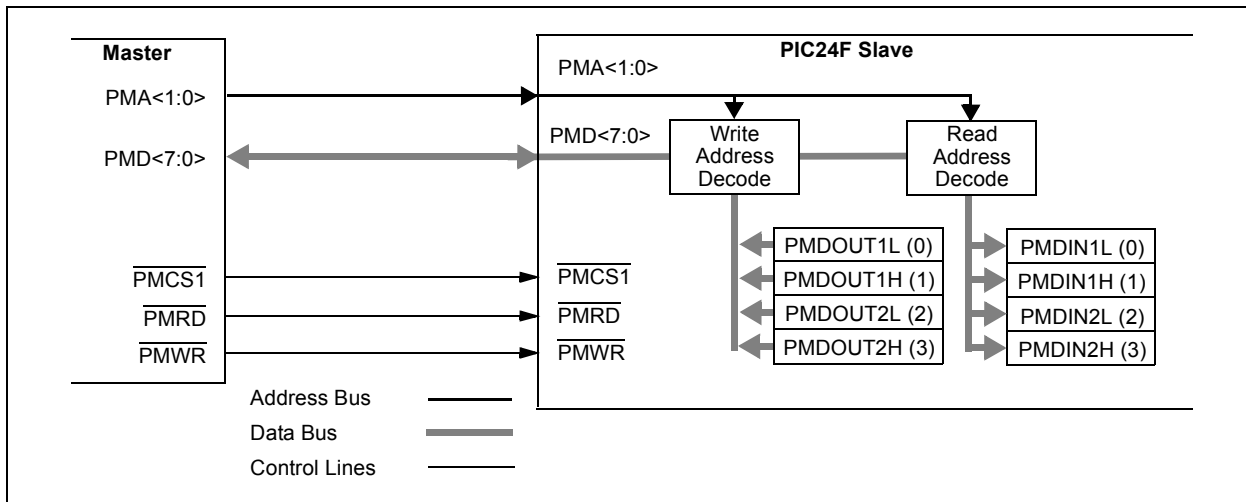 Master
PIC24F Slave
PMA<1:0>
PMA<1:0>
PMD<7:0>
PMD<7:0>
Write
Address
Decode
Read
Address
Decode
PMDOUT1L (0)
PMDOUT1H (1)
PMDOUT2L (2)
PMDOUT2H (3)
PMDIN1L (0)
PMDIN1H (1)
PMDIN2L (2)
PMDIN2H (3)
PMCS1
PMCS1
PMRD
PMRD
PMWR
PMWR
Address Bus
Data Bus
Control Lines